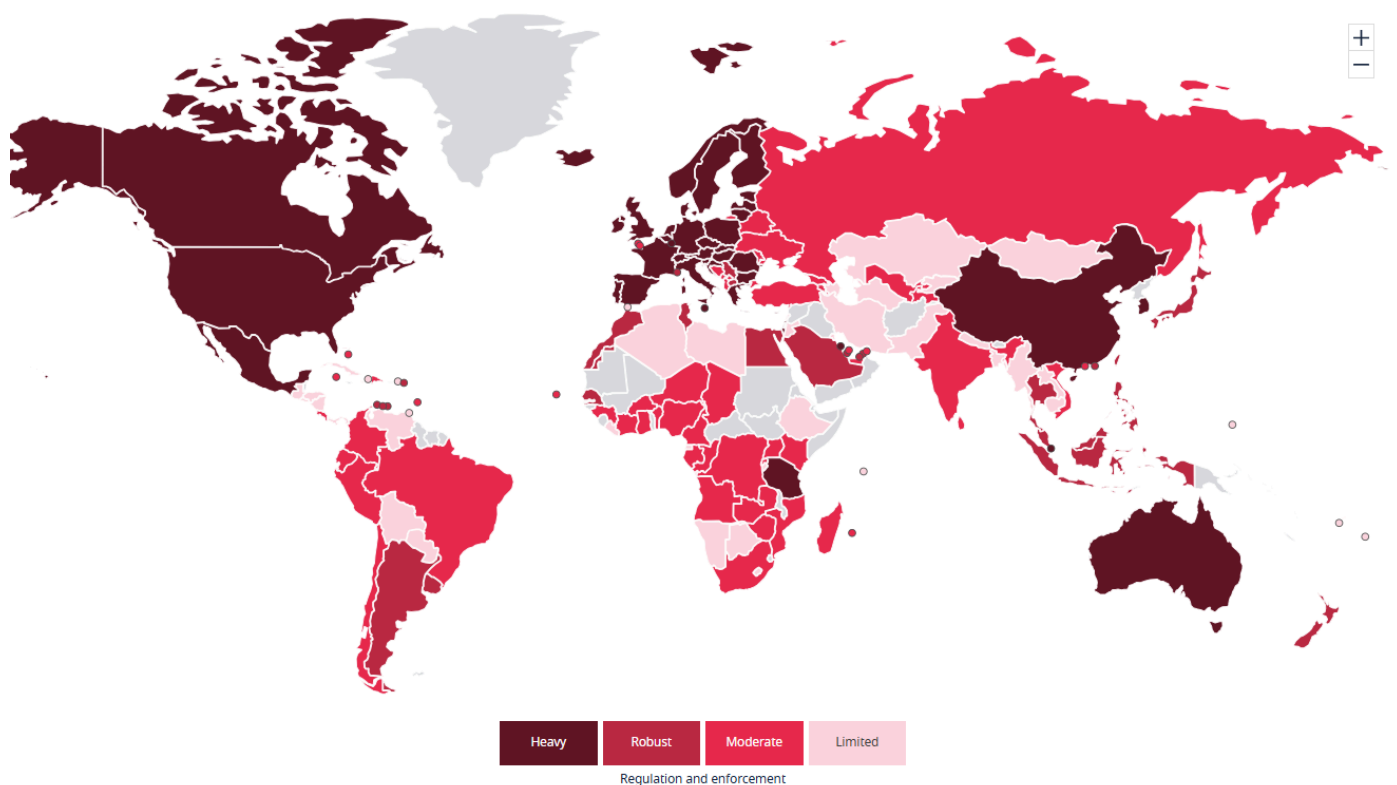 +
−
Heavy
Robust
Moderate
Limited
Regulation and enforcement